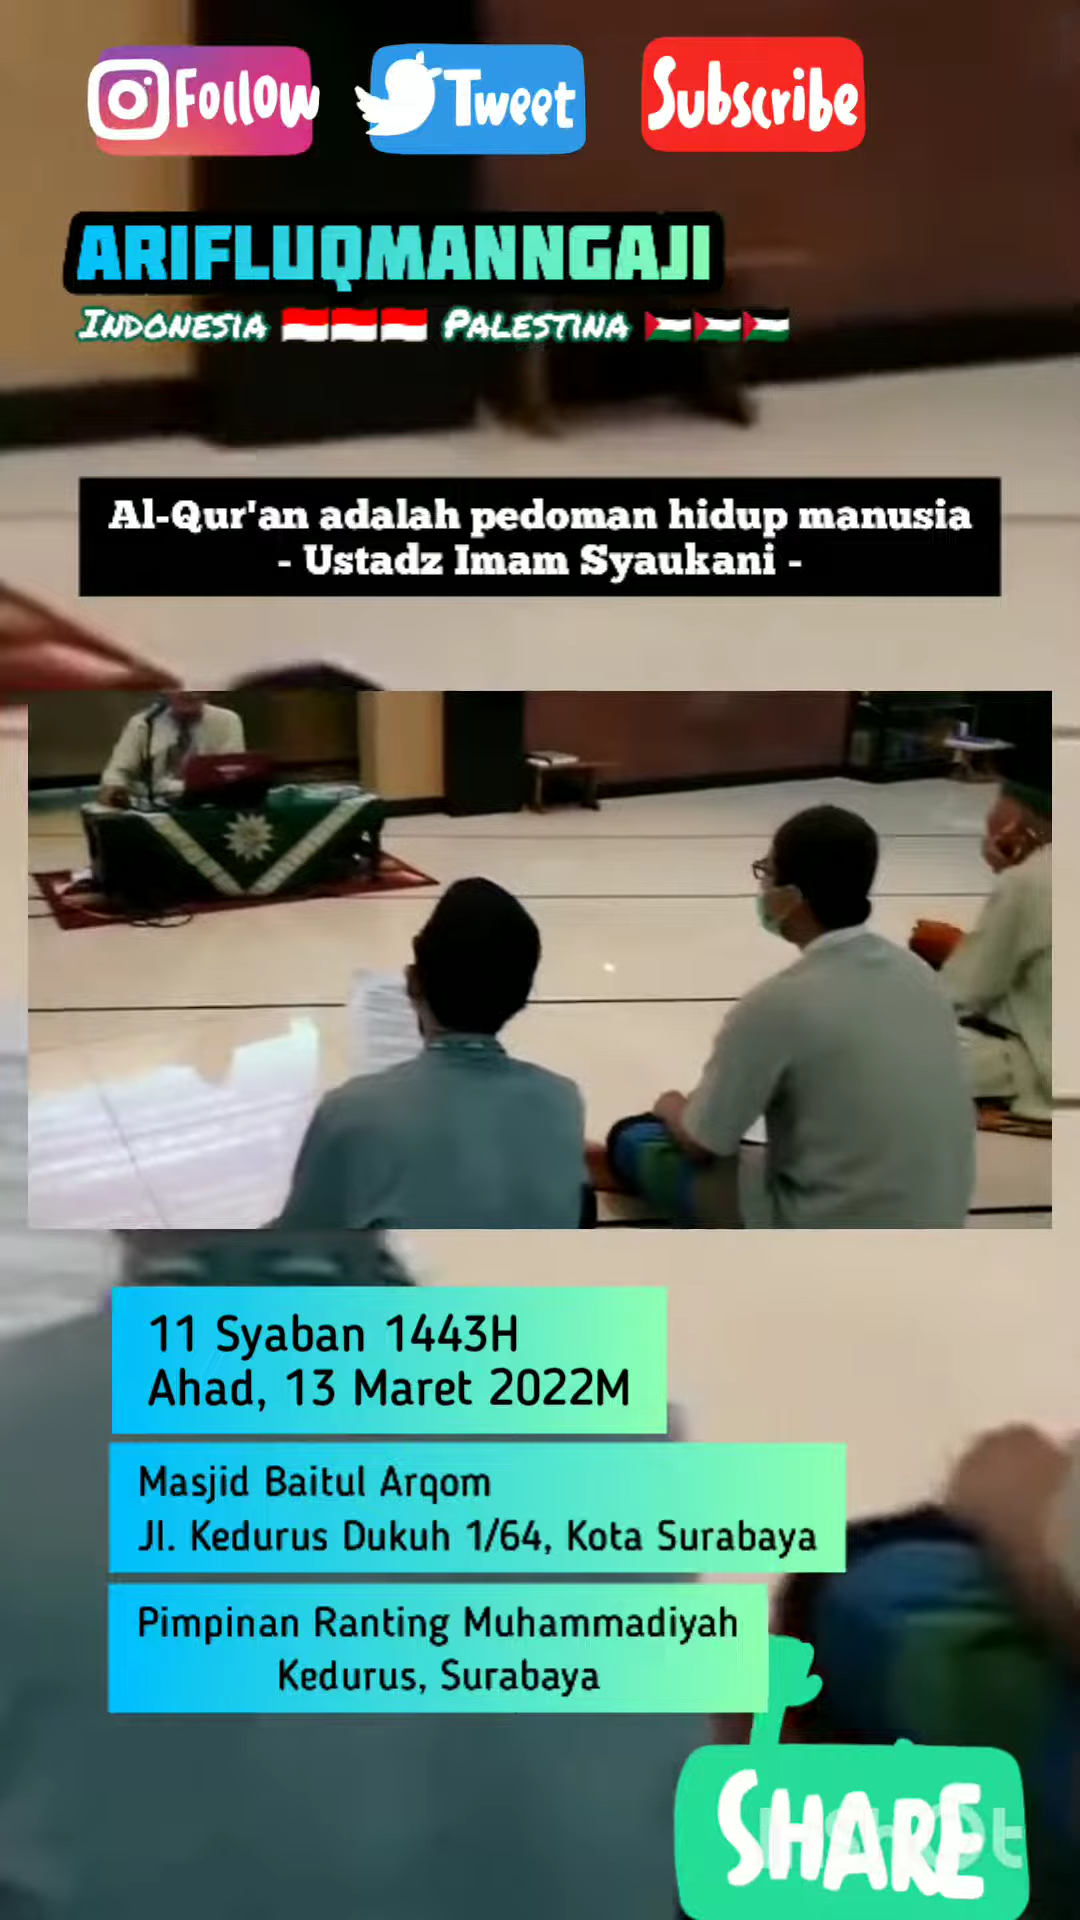 Follow
Tweet
Subscribe
ARIFLUQMANNGAJI
INDONESIA 🇮🇩🇮🇩🇮🇩 PALESTINA 🇵🇸🇵🇸🇵🇸
Al-Qur'an adalah pedoman hidup manusia
- Ustadz Imam Syaukani -
11 Syaban 1443H
Ahad, 13 Maret 2022M
Masjid Baitul Arqom
Jl. Kedurus Dukuh 1/64, Kota Surabaya
Pimpinan Ranting Muhammadiyah
Kedurus, Surabaya
SHARE